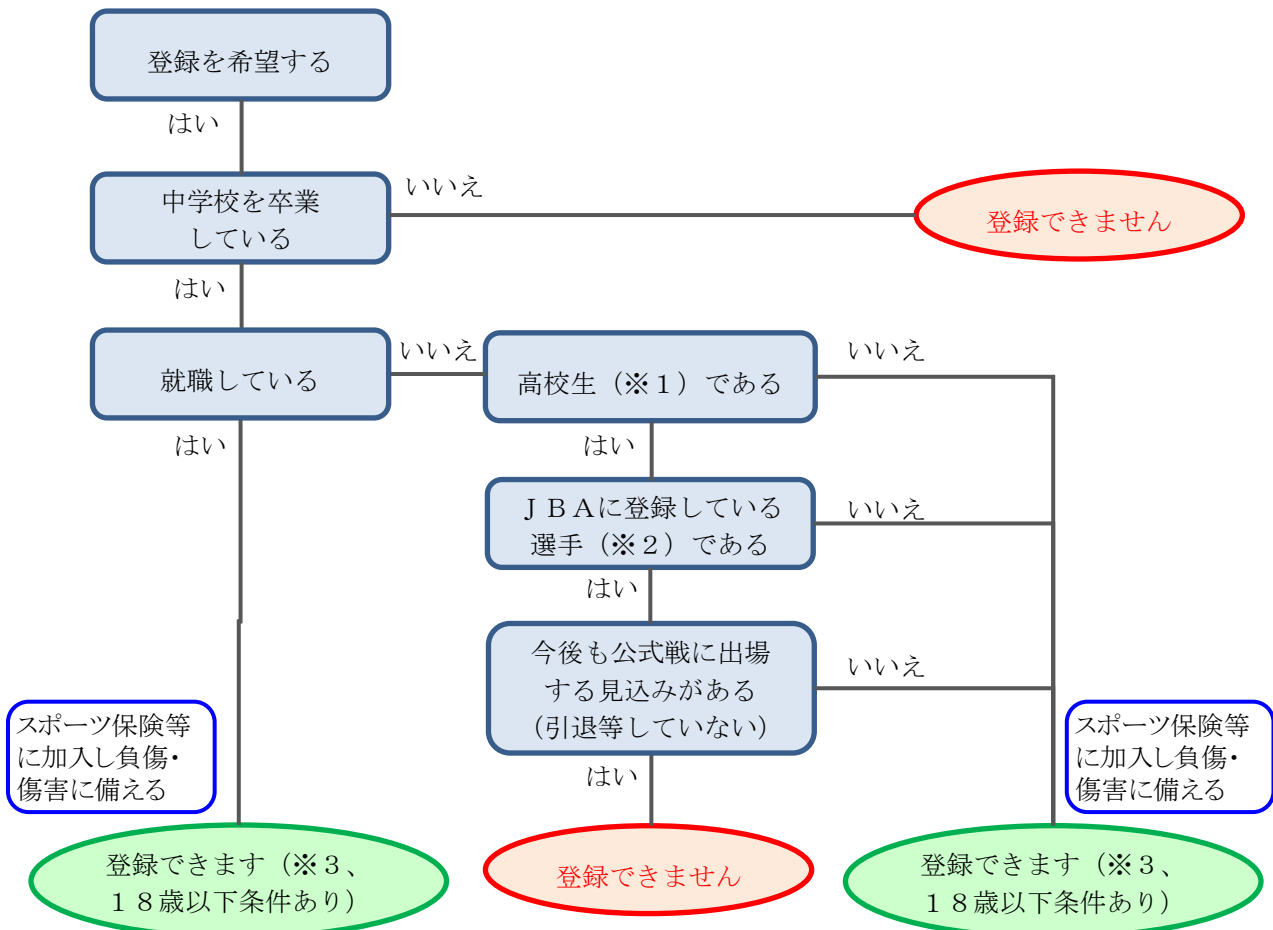 登録を希望する
はい
中学校を卒業
している
いいえ
登録できません
はい
就職している
いいえ
高校生（※１）である
いいえ
はい
はい
ＪＢＡに登録している
選手（※２）である
いいえ
はい
今後も公式戦に出場
する見込みがある
（引退等していない）
いいえ
はい
スポーツ保険等
に加入し負傷・
傷害に備える
スポーツ保険等
に加入し負傷・
傷害に備える
登録できます（※３、
１８歳以下条件あり）
登録できません
登録できます（※３、
１８歳以下条件あり）